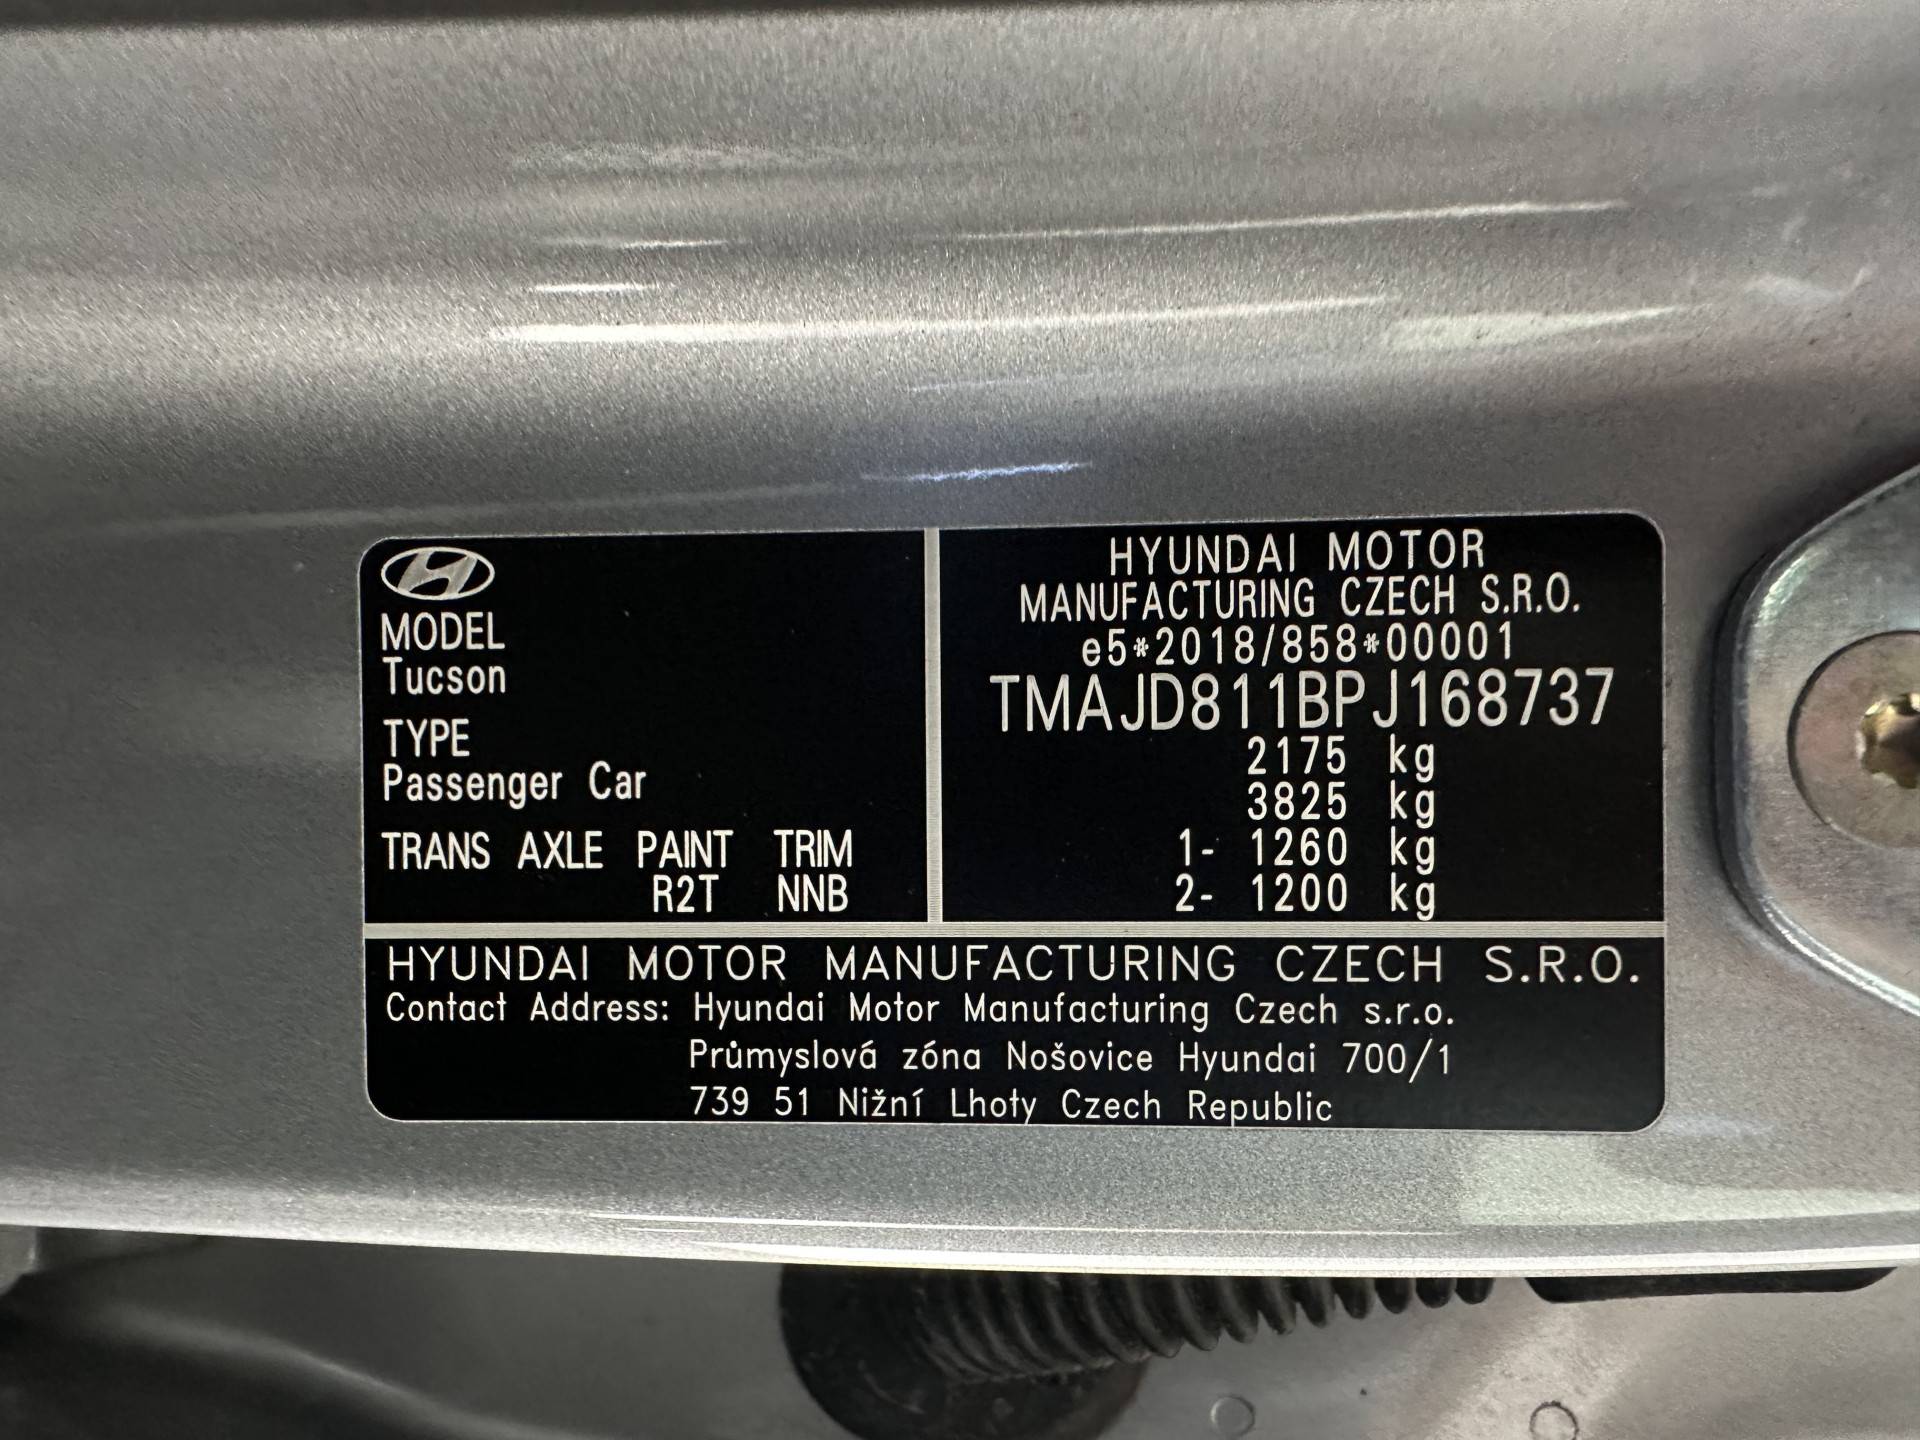 MODEL
Tucson
TYPE
Passenger Car
TRANS AXLE PAINT TRIM
R2T NNB
HYUNDAI MOTOR
MANUFACTURING CZECH S.R.O.
e5*2018/858*00001
TMAJD811BPJ168737
2175 kg
3825 kg
1- 1260 kg
2- 1200 kg
HYUNDAI MOTOR MANUFACTURING CZECH S.R.O.
Contact Address: Hyundai Motor Manufacturing Czech s.r.o.
Průmyslová zóna Nošovice Hyundai 700/1
739 51 Nižní Lhoty Czech Republic